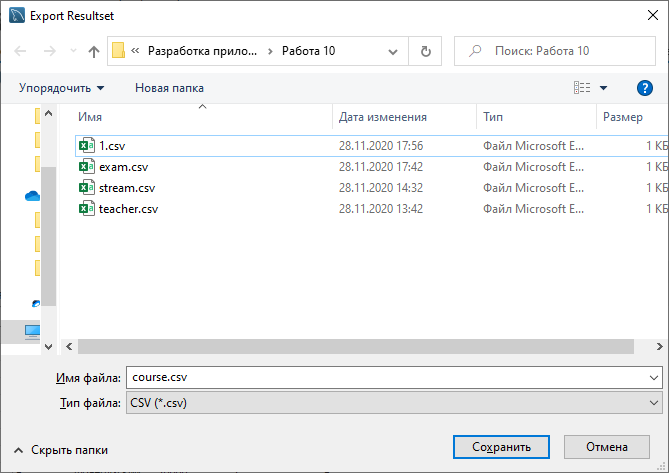 Export Resultset
« Разработка прило... › Работа 10
Поиск: Работа 10
Упорядочить Новая папка
Имя Дата изменения Тип Размер
1.csv 28.11.2020 17:56 Файл Microsoft E... 1 КБ
exam.csv 28.11.2020 17:42 Файл Microsoft E... 1 КБ
stream.csv 28.11.2020 14:32 Файл Microsoft E... 1 КБ
teacher.csv 28.11.2020 13:42 Файл Microsoft E... 1 КБ
Имя файла: course.csv
Тип файла: CSV (*.csv)
Скрыть папки Сохранить Отмена